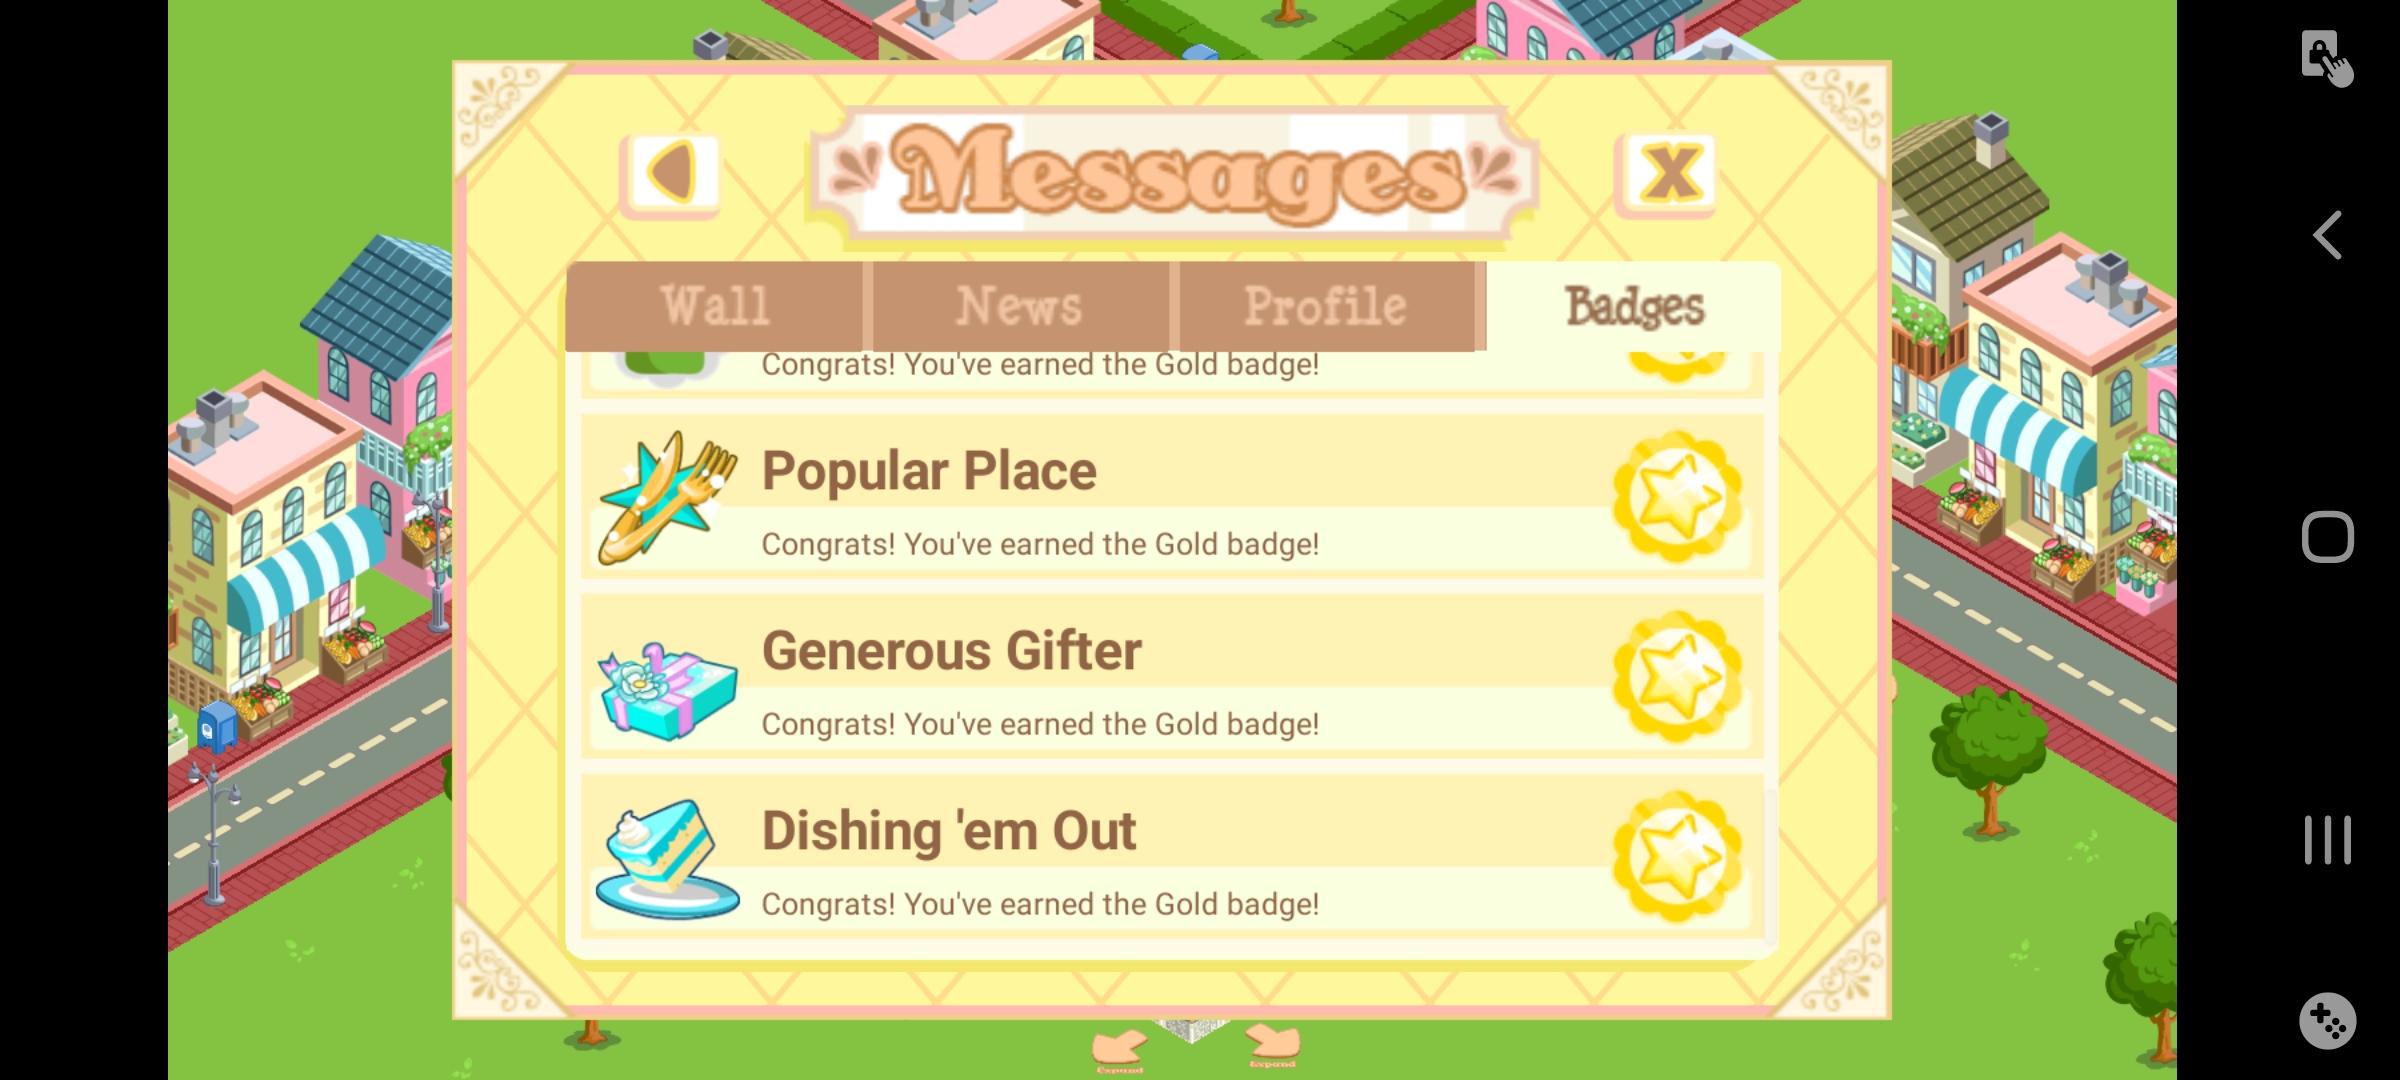 Messages
X
Wall
News
Profile
Badges
Congrats! You've earned the Gold badge!
Popular Place
Congrats! You've earned the Gold badge!
Generous Gifter
Congrats! You've earned the Gold badge!
Dishing 'em Out
Congrats! You've earned the Gold badge!
Expand
Expand